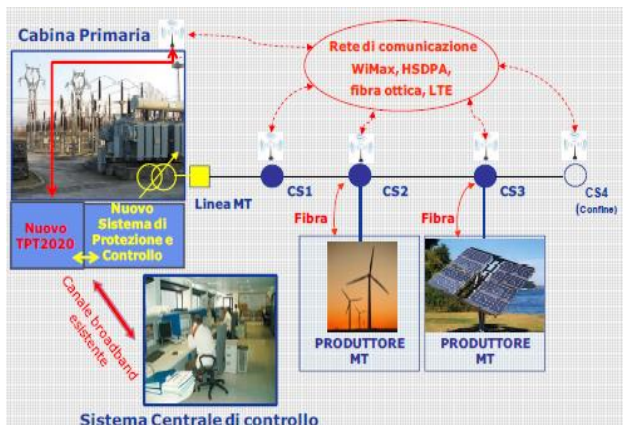 Cabina Primaria
Rete di comunicazione
WiMax, HSDPA,
fibra ottica, LTE
Linea MT
CS1
CS2
CS3
CS4
(Confine)
Fibra
Fibra
Nuovo
TPT2020
Nuovo
Sistema di
Protezione e
Controllo
Canale broadband
esistente
PRODUTTORE
MT
PRODUTTORE
MT
Sistema Centrale di controllo